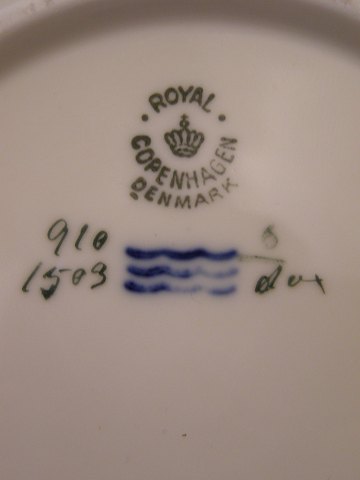 ROYAL
COPENHAGEN
DENMARK
910
1503